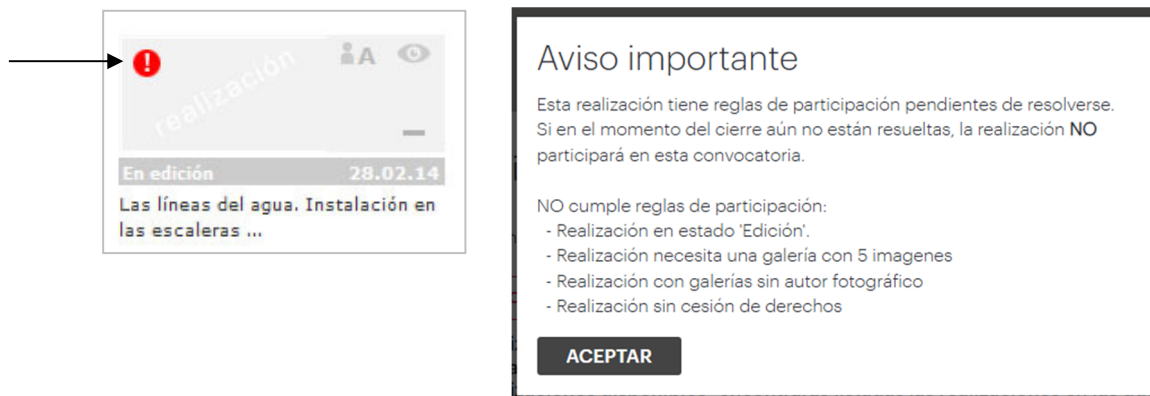 !
A
realización
En edición 28.02.14
Las líneas del agua. Instalación en
las escaleras ...
Aviso importante
Esta realización tiene reglas de participación pendientes de resolverse.
Si en el momento del cierre aún no están resueltas, la realización NO
participará en esta convocatoria.
NO cumple reglas de participación:
- Realización en estado 'Edición'.
- Realización necesita una galería con 5 imagenes
- Realización con galerías sin autor fotográfico
- Realización sin cesión de derechos
ACEPTAR